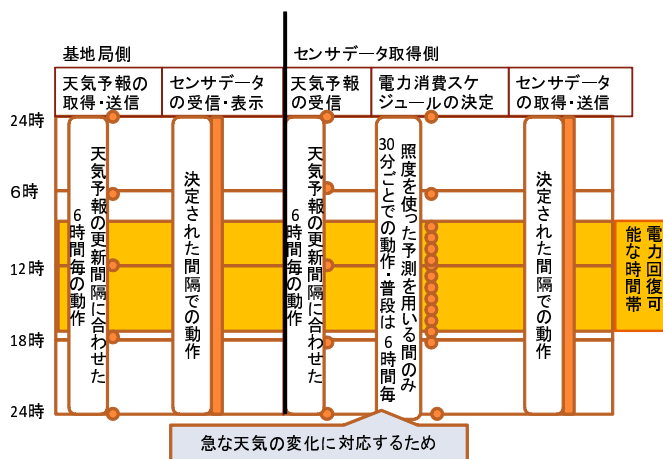 基地局側
センサデータ取得側
天気予報の
取得・送信
センサデータ
の受信・表示
天気予報
の受信
電力消費スケ
ジュールの決定
センサデータ
の取得・送信
24時
6時
12時
18時
24時
天気予報の更新間隔に合わせた
6時間毎の動作
決定された間隔での動作
天気予報の更新間隔に合わせた
6時間毎の動作
照度を使った予測を用いる間のみ
30分ごとでの動作・普段は6時間毎
決定された間隔での動作
電力回復可
能な時間帯
急な天気の変化に対応するため